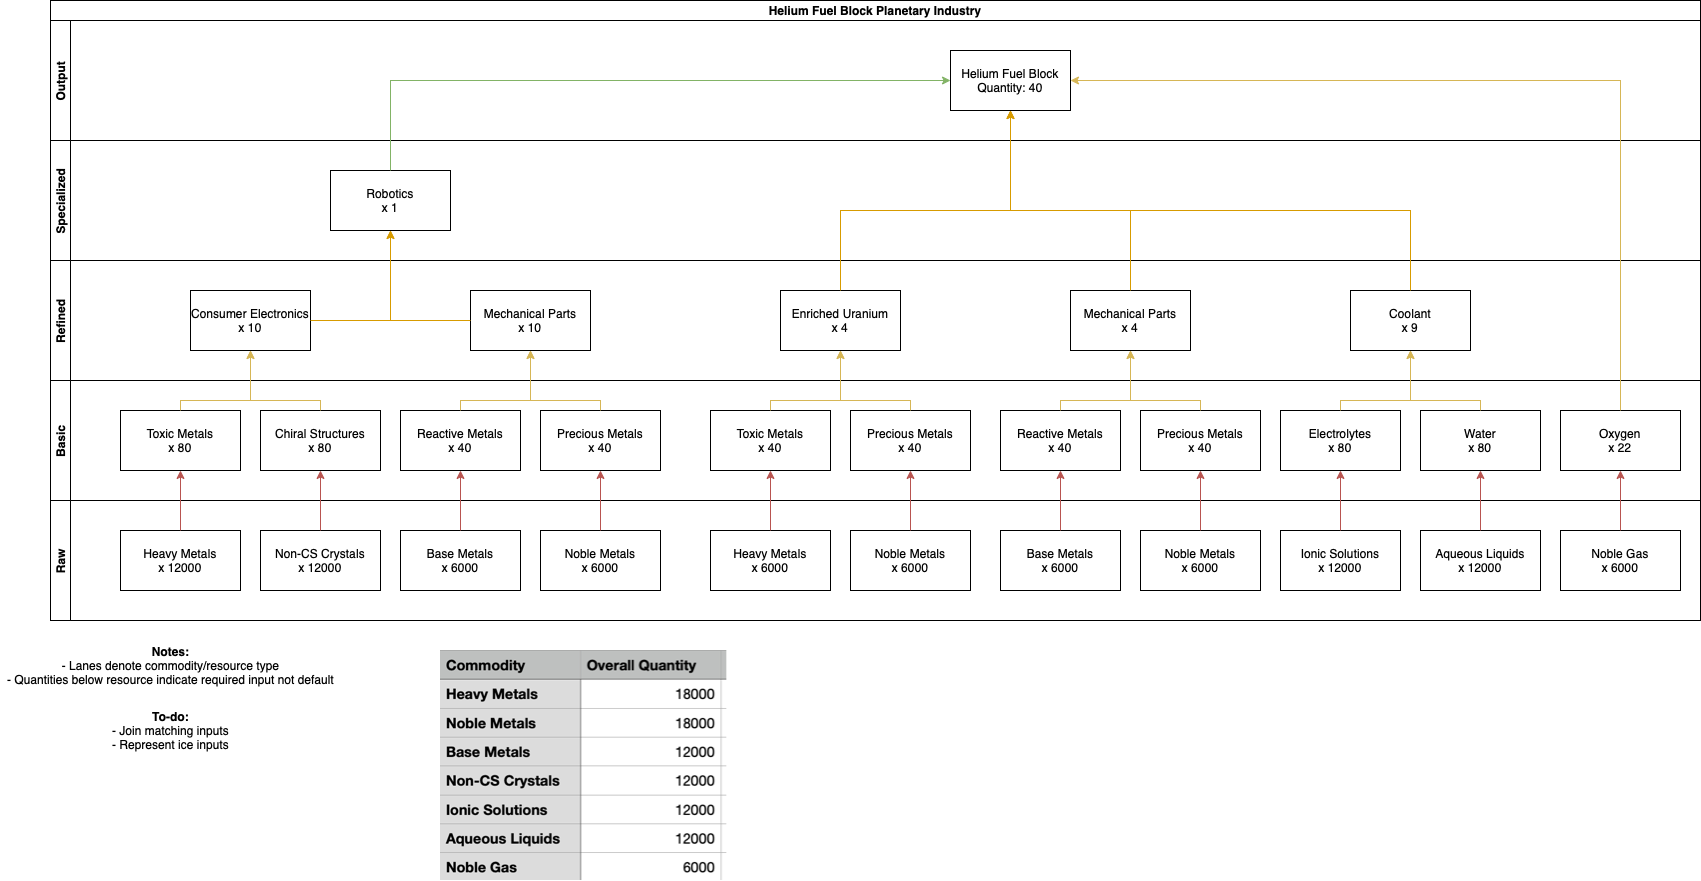 Helium Fuel Block Planetary Industry
Output
Helium Fuel Block
Quantity: 40
Specialized
Robotics
x 1
Refined
Consumer Electronics
x 10
Mechanical Parts
x 10
Enriched Uranium
x 4
Mechanical Parts
x 4
Coolant
x 9
Basic
Toxic Metals
x 80
Chiral Structures
x 80
Reactive Metals
x 40
Precious Metals
x 40
Toxic Metals
x 40
Precious Metals
x 40
Reactive Metals
x 40
Precious Metals
x 40
Electrolytes
x 80
Water
x 80
Oxygen
x 22
Raw
Heavy Metals
x 12000
Non-CS Crystals
x 12000
Base Metals
x 6000
Noble Metals
x 6000
Heavy Metals
x 6000
Noble Metals
x 6000
Base Metals
x 6000
Noble Metals
x 6000
Ionic Solutions
x 12000
Aqueous Liquids
x 12000
Noble Gas
x 6000
Notes:
- Lanes denote commodity/resource type
- Quantities below resource indicate required input not default
To-do:
- Join matching inputs
- Represent ice inputs
Commodity Overall Quantity
Heavy Metals 18000
Noble Metals 18000
Base Metals 12000
Non-CS Crystals 12000
Ionic Solutions 12000
Aqueous Liquids 12000
Noble Gas 6000